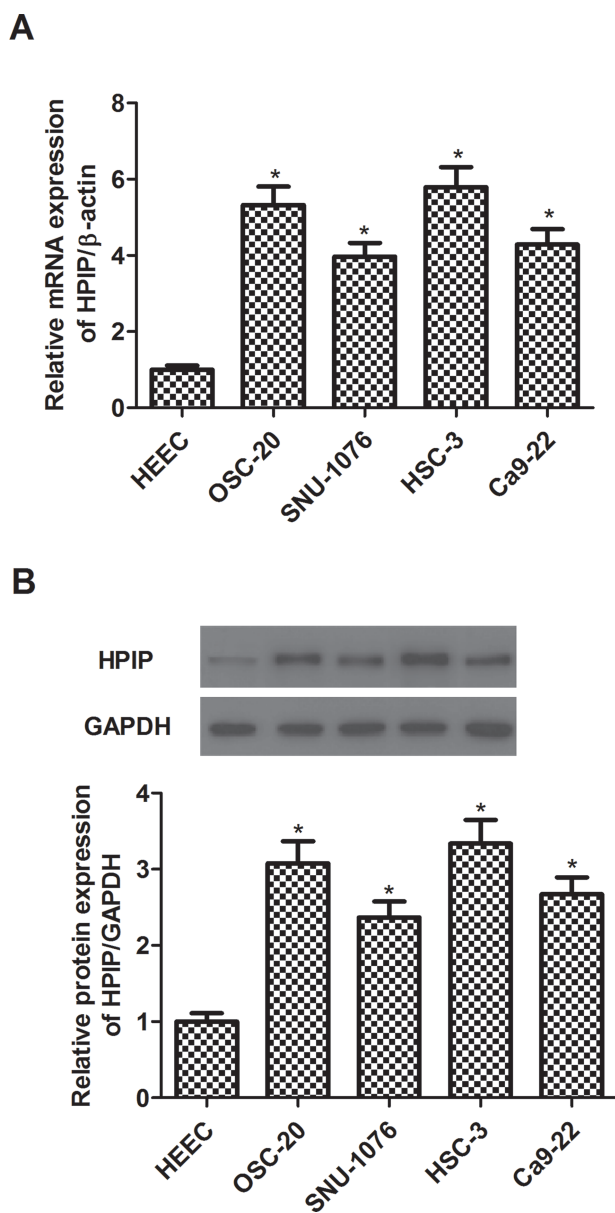 A
Relative mRNA expression
of HPIP/β-actin
8
6
4
2
0
*
*
*
*
HEEC
OSC-20
SNU-1076
HSC-3
Ca9-22
B
HPIP
GAPDH
Relative protein expression
of HPIP/GAPDH
4
3
2
1
0
*
*
*
*
HEEC
OSC-20
SNU-1076
HSC-3
Ca9-22